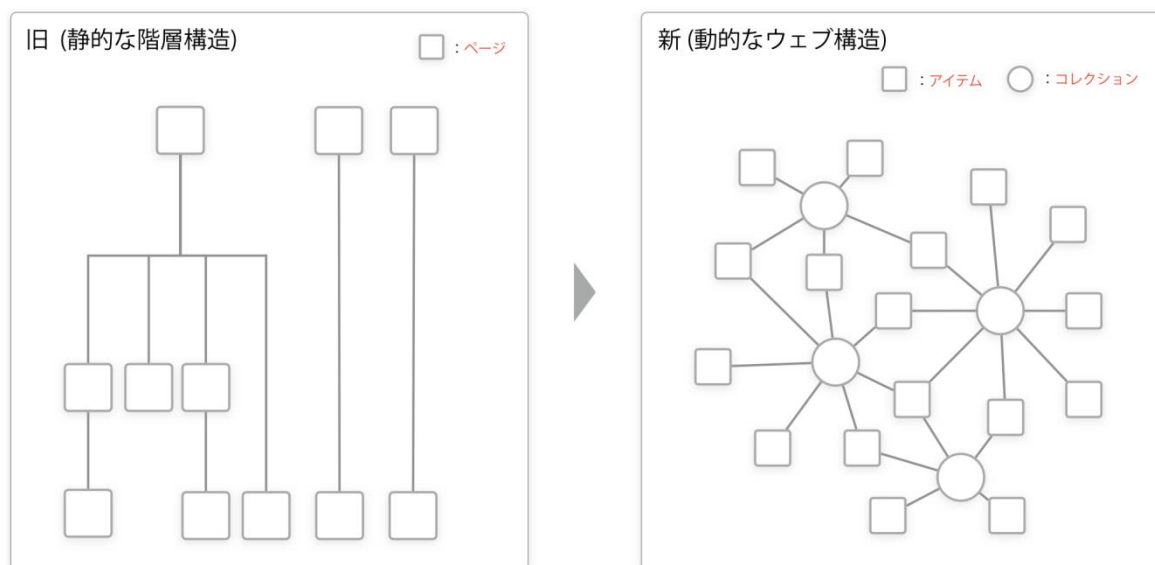 旧 (静的な階層構造)
: ページ
新 (動的なウェブ構造)
: アイテム : コレクション